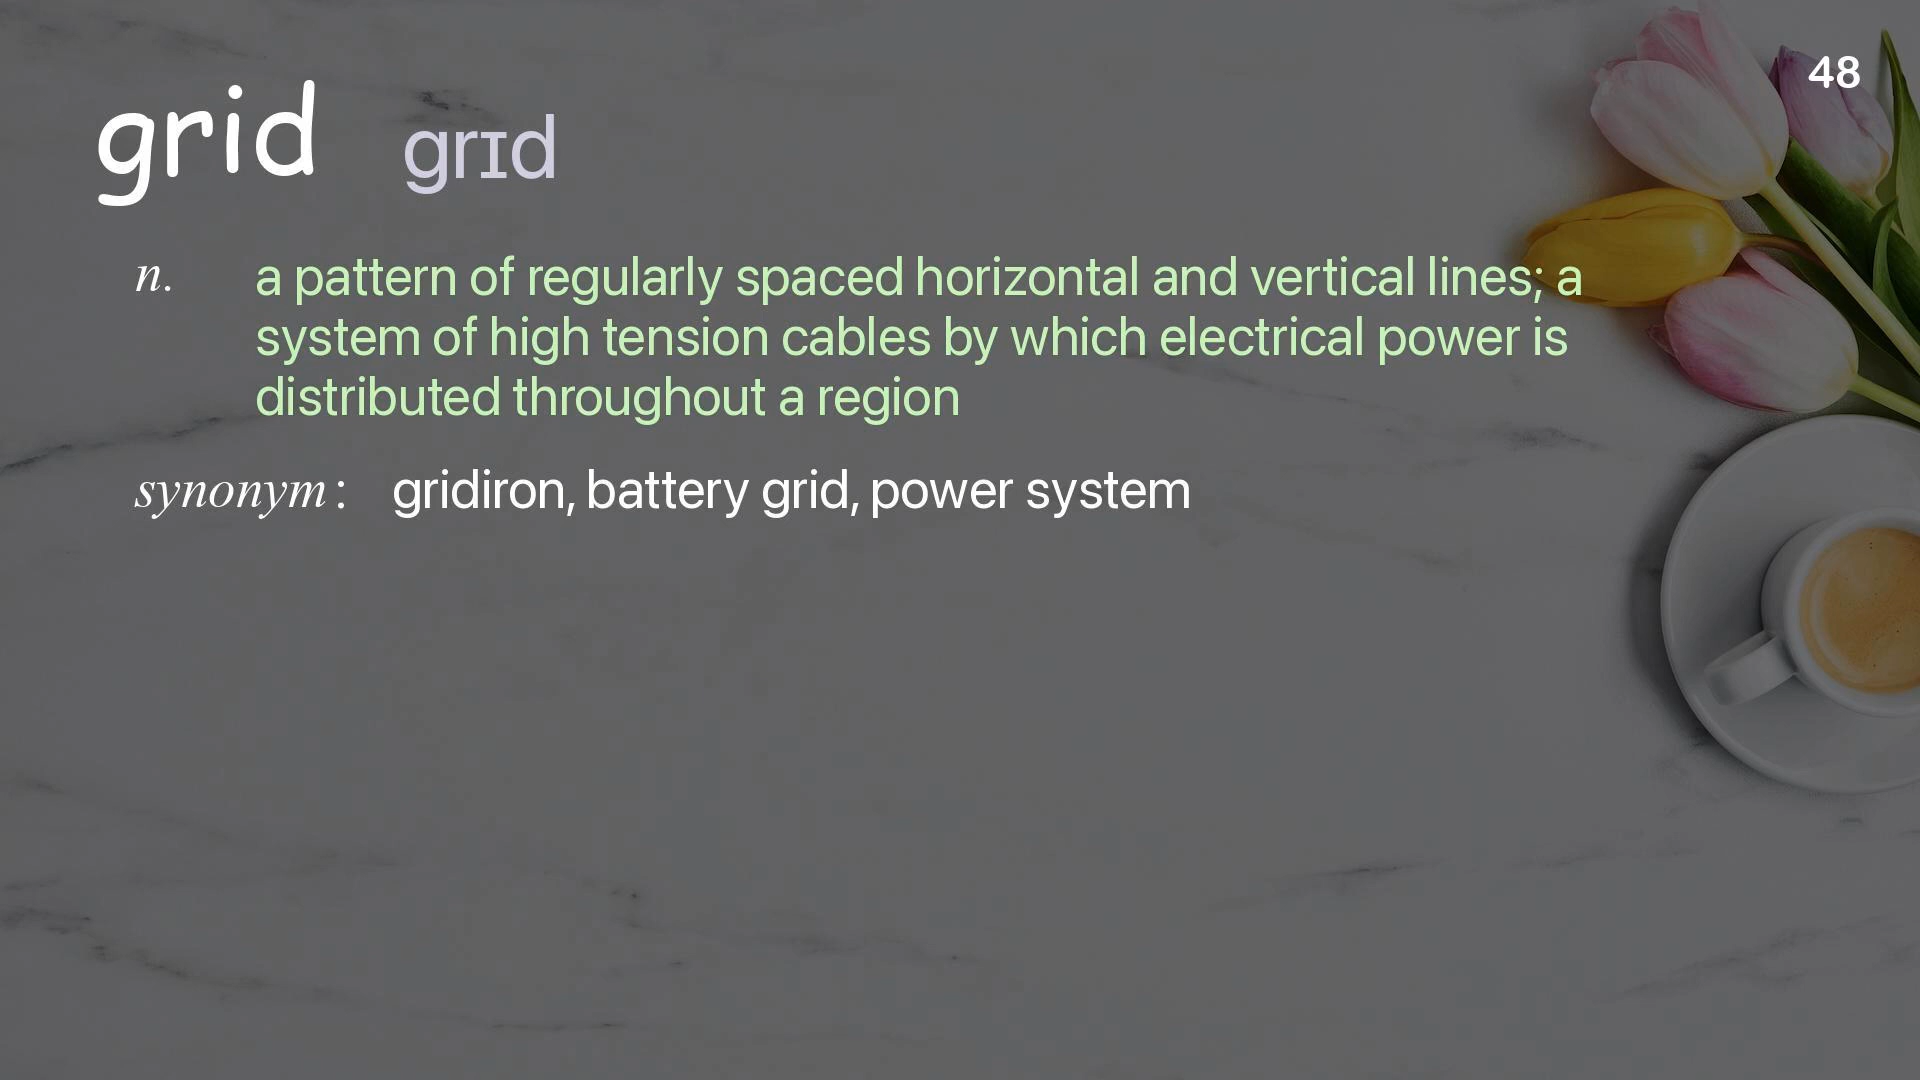 48
grid grɪd
n. a pattern of regularly spaced horizontal and vertical lines; a
system of high tension cables by which electrical power is
distributed throughout a region
synonym: gridiron, battery grid, power system